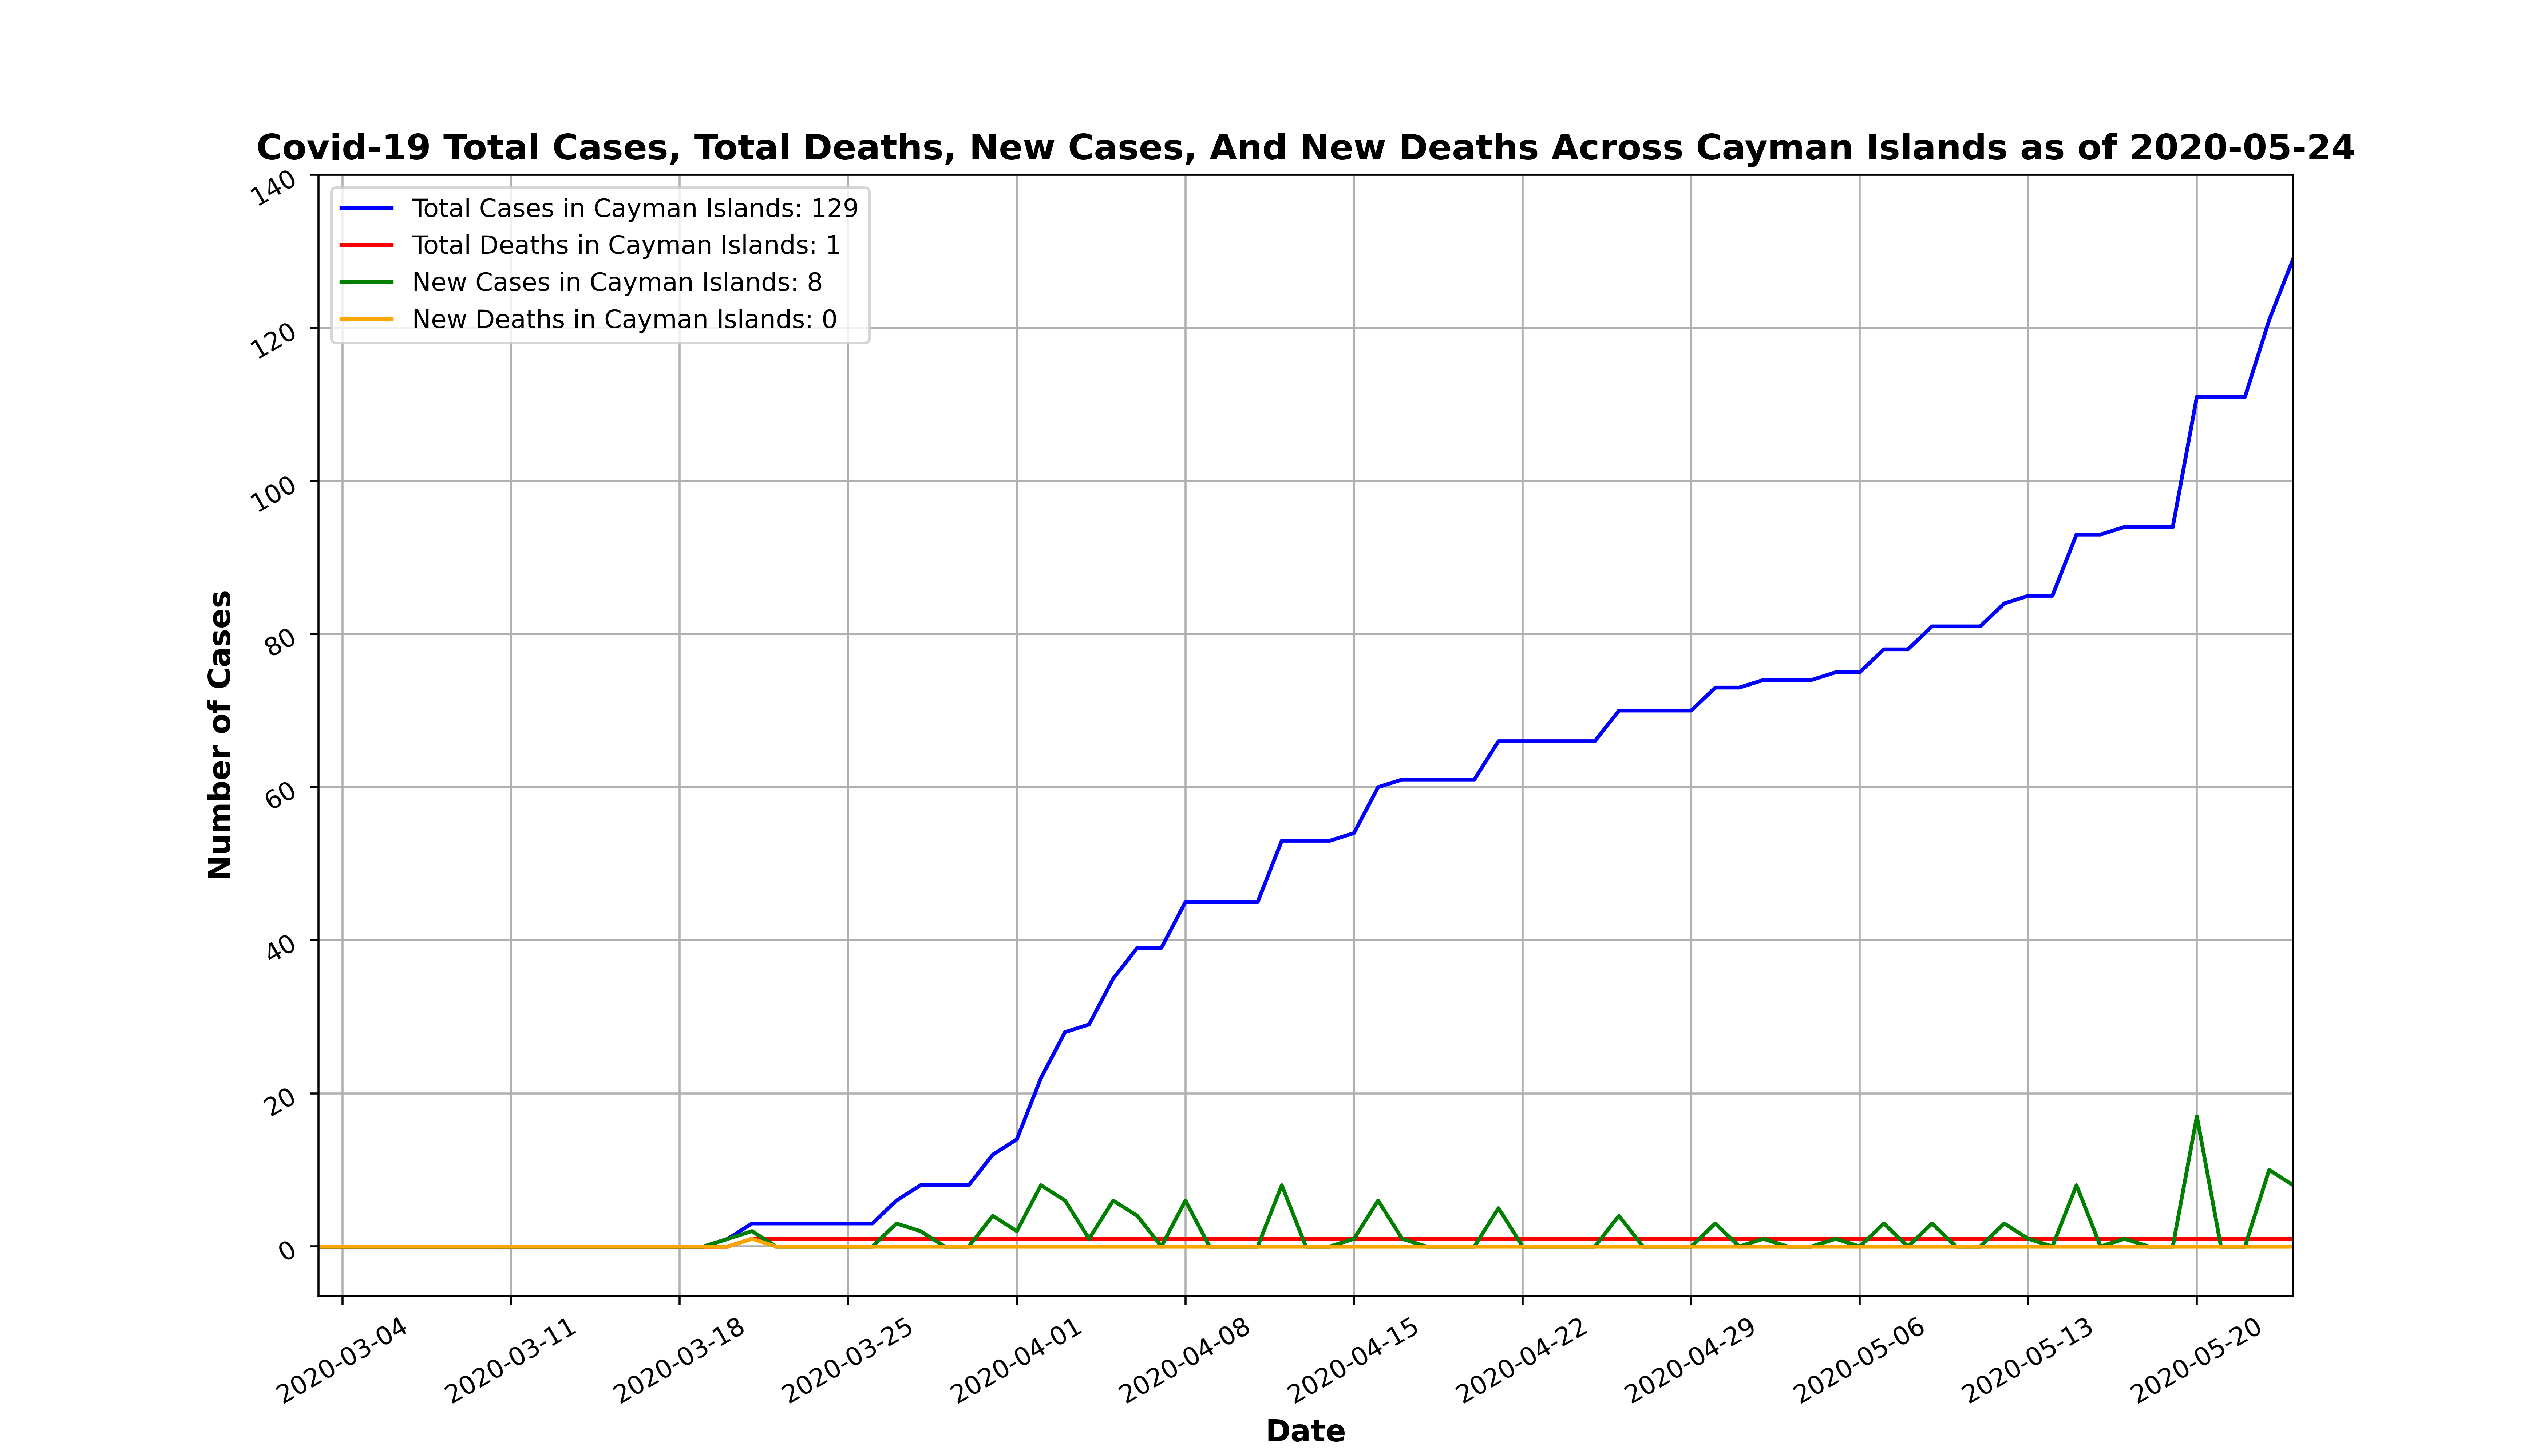 Covid-19 Total Cases, Total Deaths, New Cases, And New Deaths Across Cayman Islands as of 2020-05-24
Total Cases in Cayman Islands: 129
Total Deaths in Cayman Islands: 1
New Cases in Cayman Islands: 8
New Deaths in Cayman Islands: 0
Number of Cases
140
120
100
80
60
40
20
0
2020-03-04
2020-03-11
2020-03-18
2020-03-25
2020-04-01
2020-04-08
2020-04-15
2020-04-22
2020-04-29
2020-05-06
2020-05-13
2020-05-20
Date